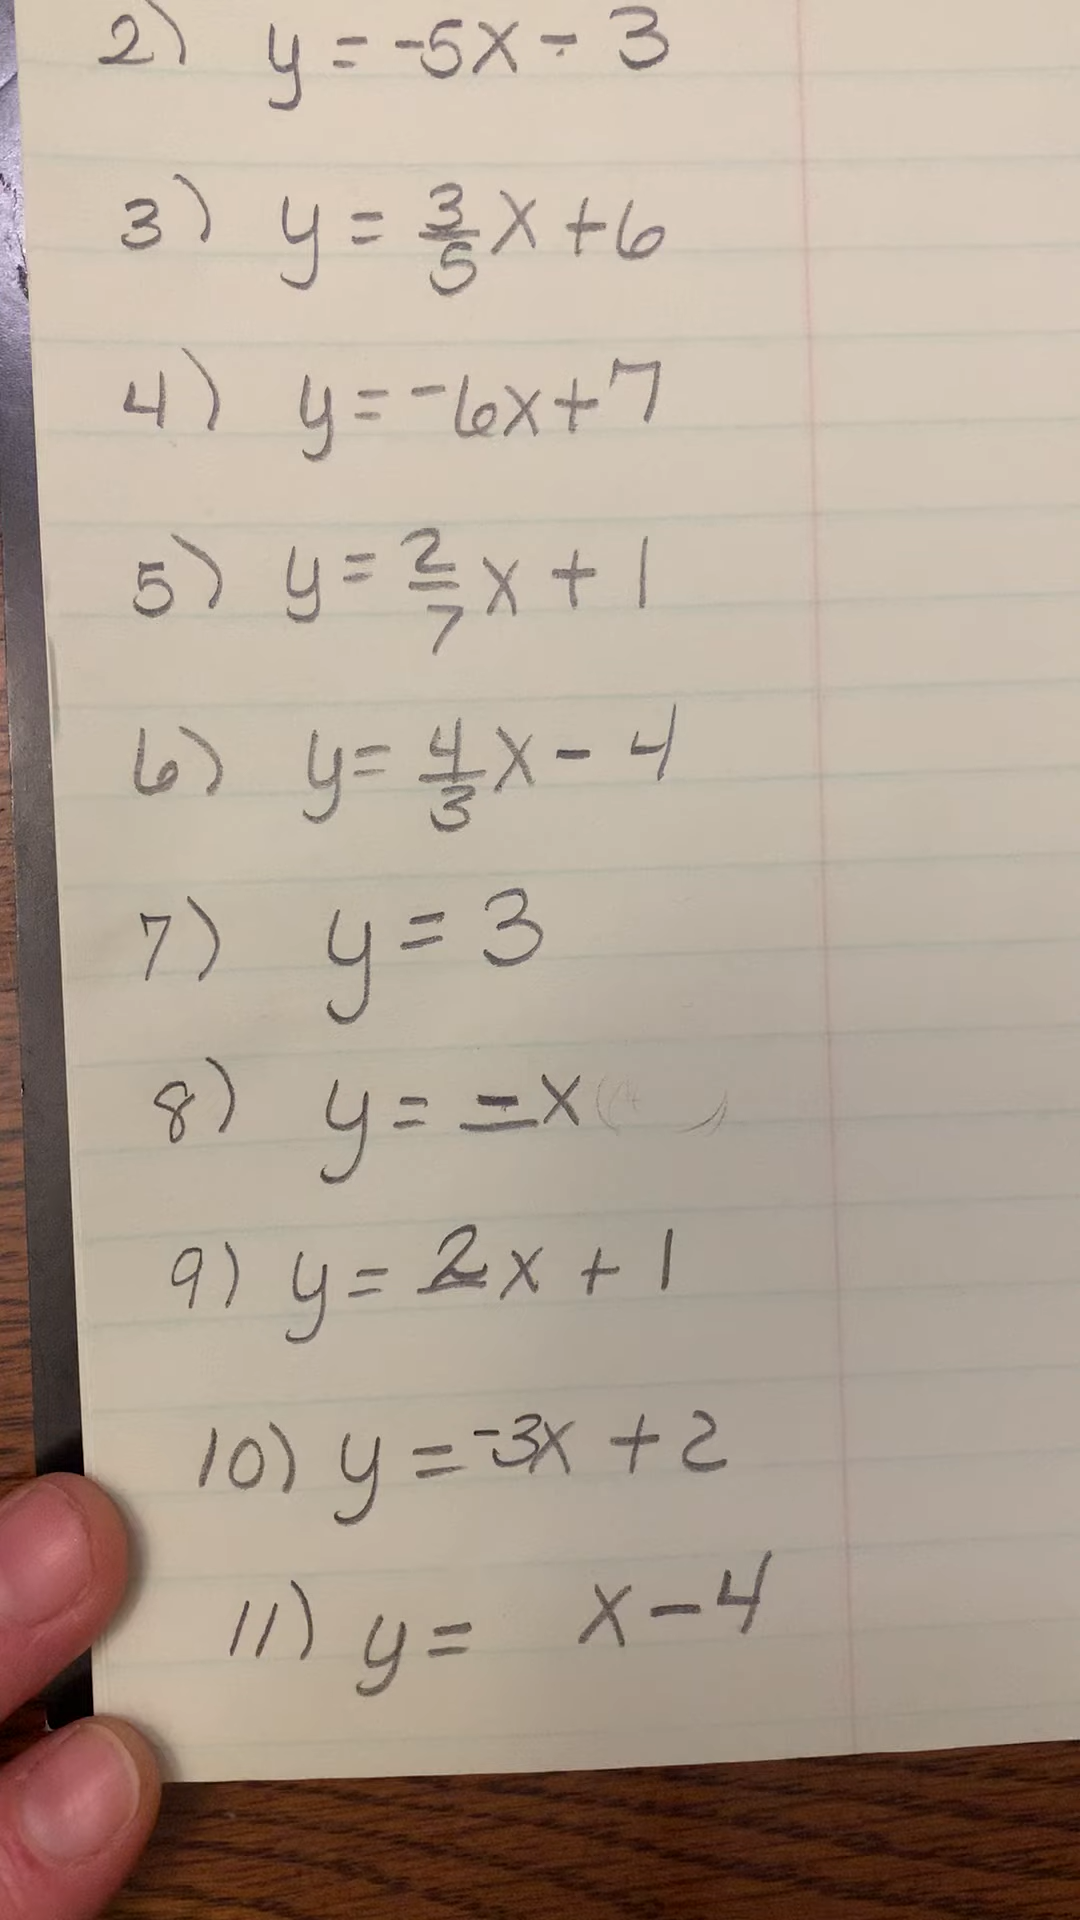 2) y = -5x - 3
3) y = 3/5 x + 6
4) y = -6x + 7
5) y = 2/7 x + 1
6) y = 4/3 x - 4
7) y = 3
8) y = -x
9) y = 2x + 1
10) y = -3x + 2
11) y = x - 4